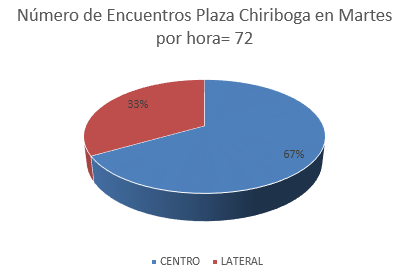 Número de Encuentros Plaza Chiriboga en Martes
por hora= 72
33%
67%
CENTRO LATERAL